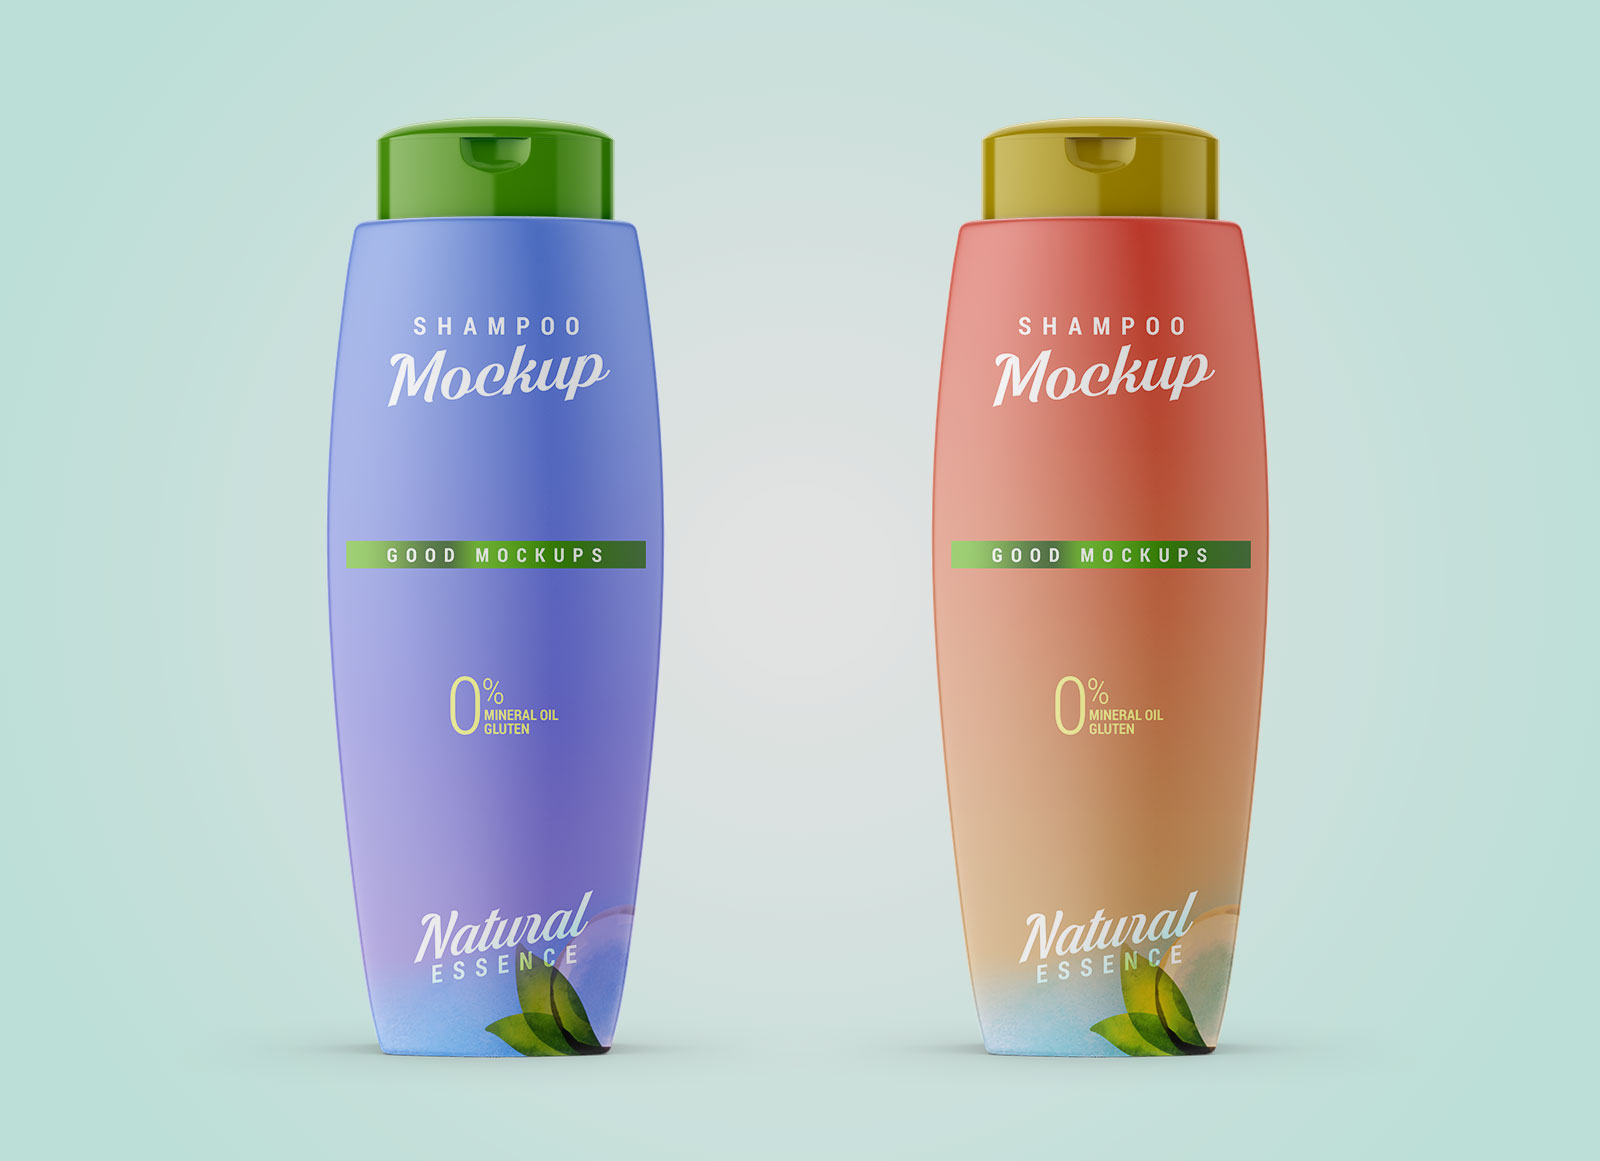 SHAMPOO
Mockup
GOOD MOCKUPS
0%
MINERAL OIL
GLUTEN
Natural
ESSENCE
SHAMPOO
Mockup
GOOD MOCKUPS
0%
MINERAL OIL
GLUTEN
Natural
ESSENCE